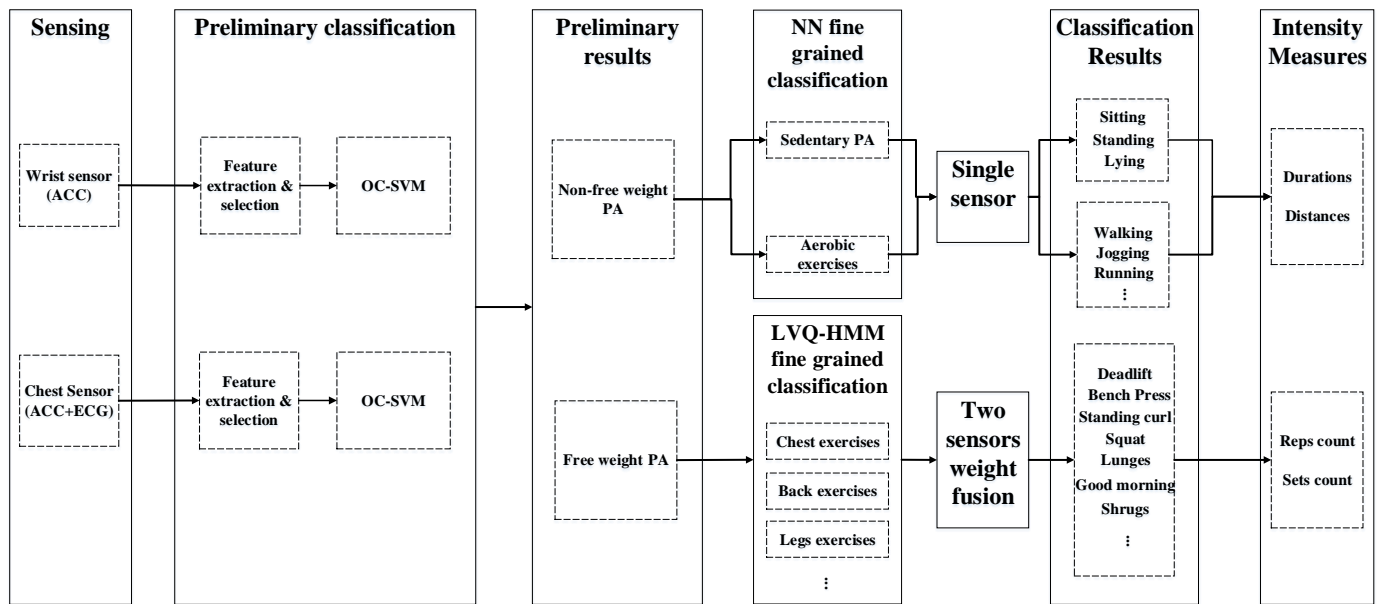 Sensing
Wrist sensor
(ACC)
Chest Sensor
(ACC+ECG)
Preliminary classification
Feature
extraction &
selection
OC-SVM
Feature
extraction &
selection
OC-SVM
Preliminary
results
Non-free weight
PA
Free weight PA
NN fine
grained
classification
Sedentary PA
Aerobic
exercises
LVQ-HMM
fine grained
classification
Chest exercises
Back exercises
Legs exercises
⋮
Single
sensor
Two
sensors
weight
fusion
Classification
Results
Sitting
Standing
Lying
Walking
Jogging
Running
⋮
Deadlift
Bench Press
Standing curl
Squat
Lunges
Good morning
Shrugs
⋮
Intensity
Measures
Durations
Distances
Reps count
Sets count